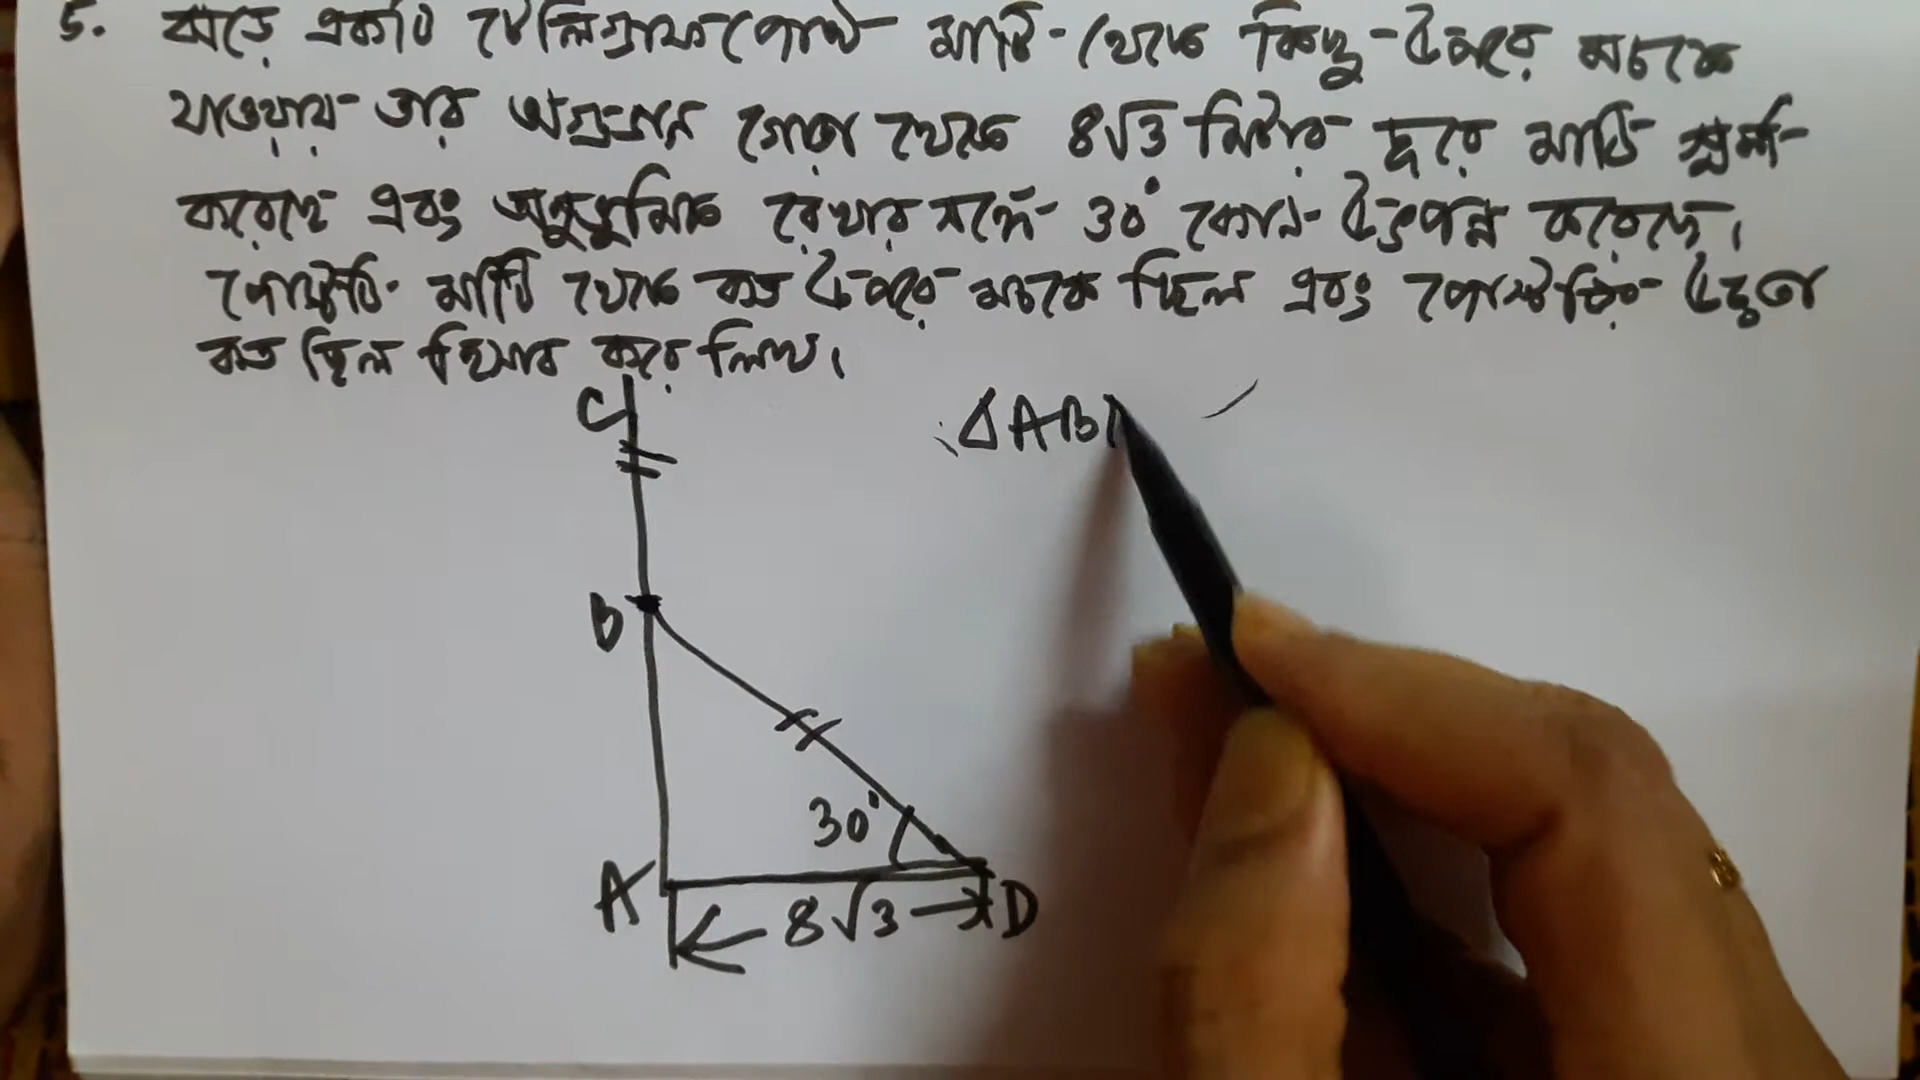 5. ঝড়ে একটি টেলিগ্রাফপোস্ট মাটি থেকে কিছু উপরে মচকে
যাওয়ায় তার অগ্রভাগ গোড়া থেকে 8√3 মিটার দূরে মাটি স্পর্শ
করেছে এবং অনুভূমিক রেখার সঙ্গে 30° কোণ উৎপন্ন করেছে।
পোস্টটি মাটি থেকে কত উপরে মচকে ছিল এবং পোস্টটির উচ্চতা
কত ছিল হিসাব করে লিখ।
C
∆ABD
B
30°
A
8√3
D